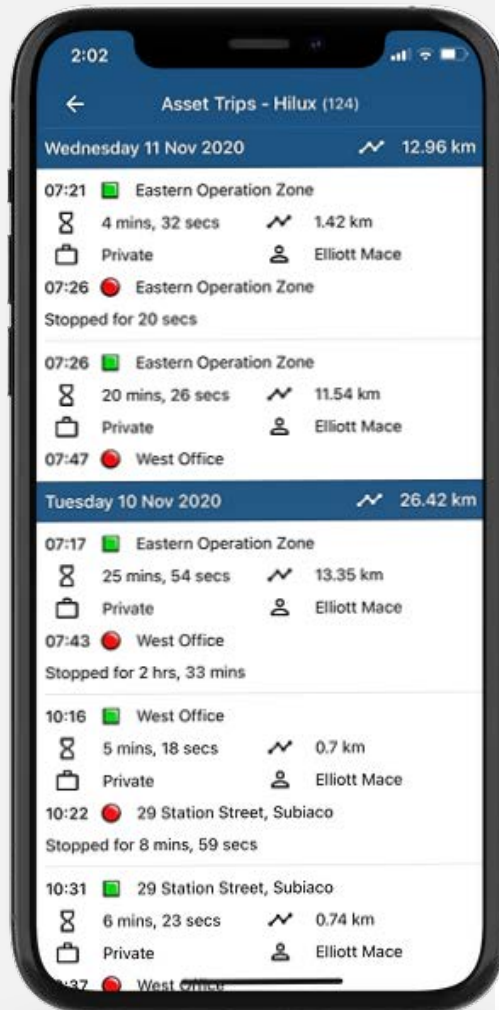 2:02
Asset Trips - Hilux (124)
Wednesday 11 Nov 2020 12.96 km
07:21 Eastern Operation Zone
4 mins, 32 secs 1.42 km
Private Elliott Mace
07:26 Eastern Operation Zone
Stopped for 20 secs
07:26 Eastern Operation Zone
20 mins, 26 secs 11.54 km
Private Elliott Mace
07:47 West Office
Tuesday 10 Nov 2020 26.42 km
07:17 Eastern Operation Zone
25 mins, 54 secs 13.35 km
Private Elliott Mace
07:43 West Office
Stopped for 2 hrs, 33 mins
10:16 West Office
5 mins, 18 secs 0.7 km
Private Elliott Mace
10:22 29 Station Street, Subiaco
Stopped for 8 mins, 59 secs
10:31 29 Station Street, Subiaco
6 mins, 23 secs 0.74 km
Private Elliott Mace
West Office